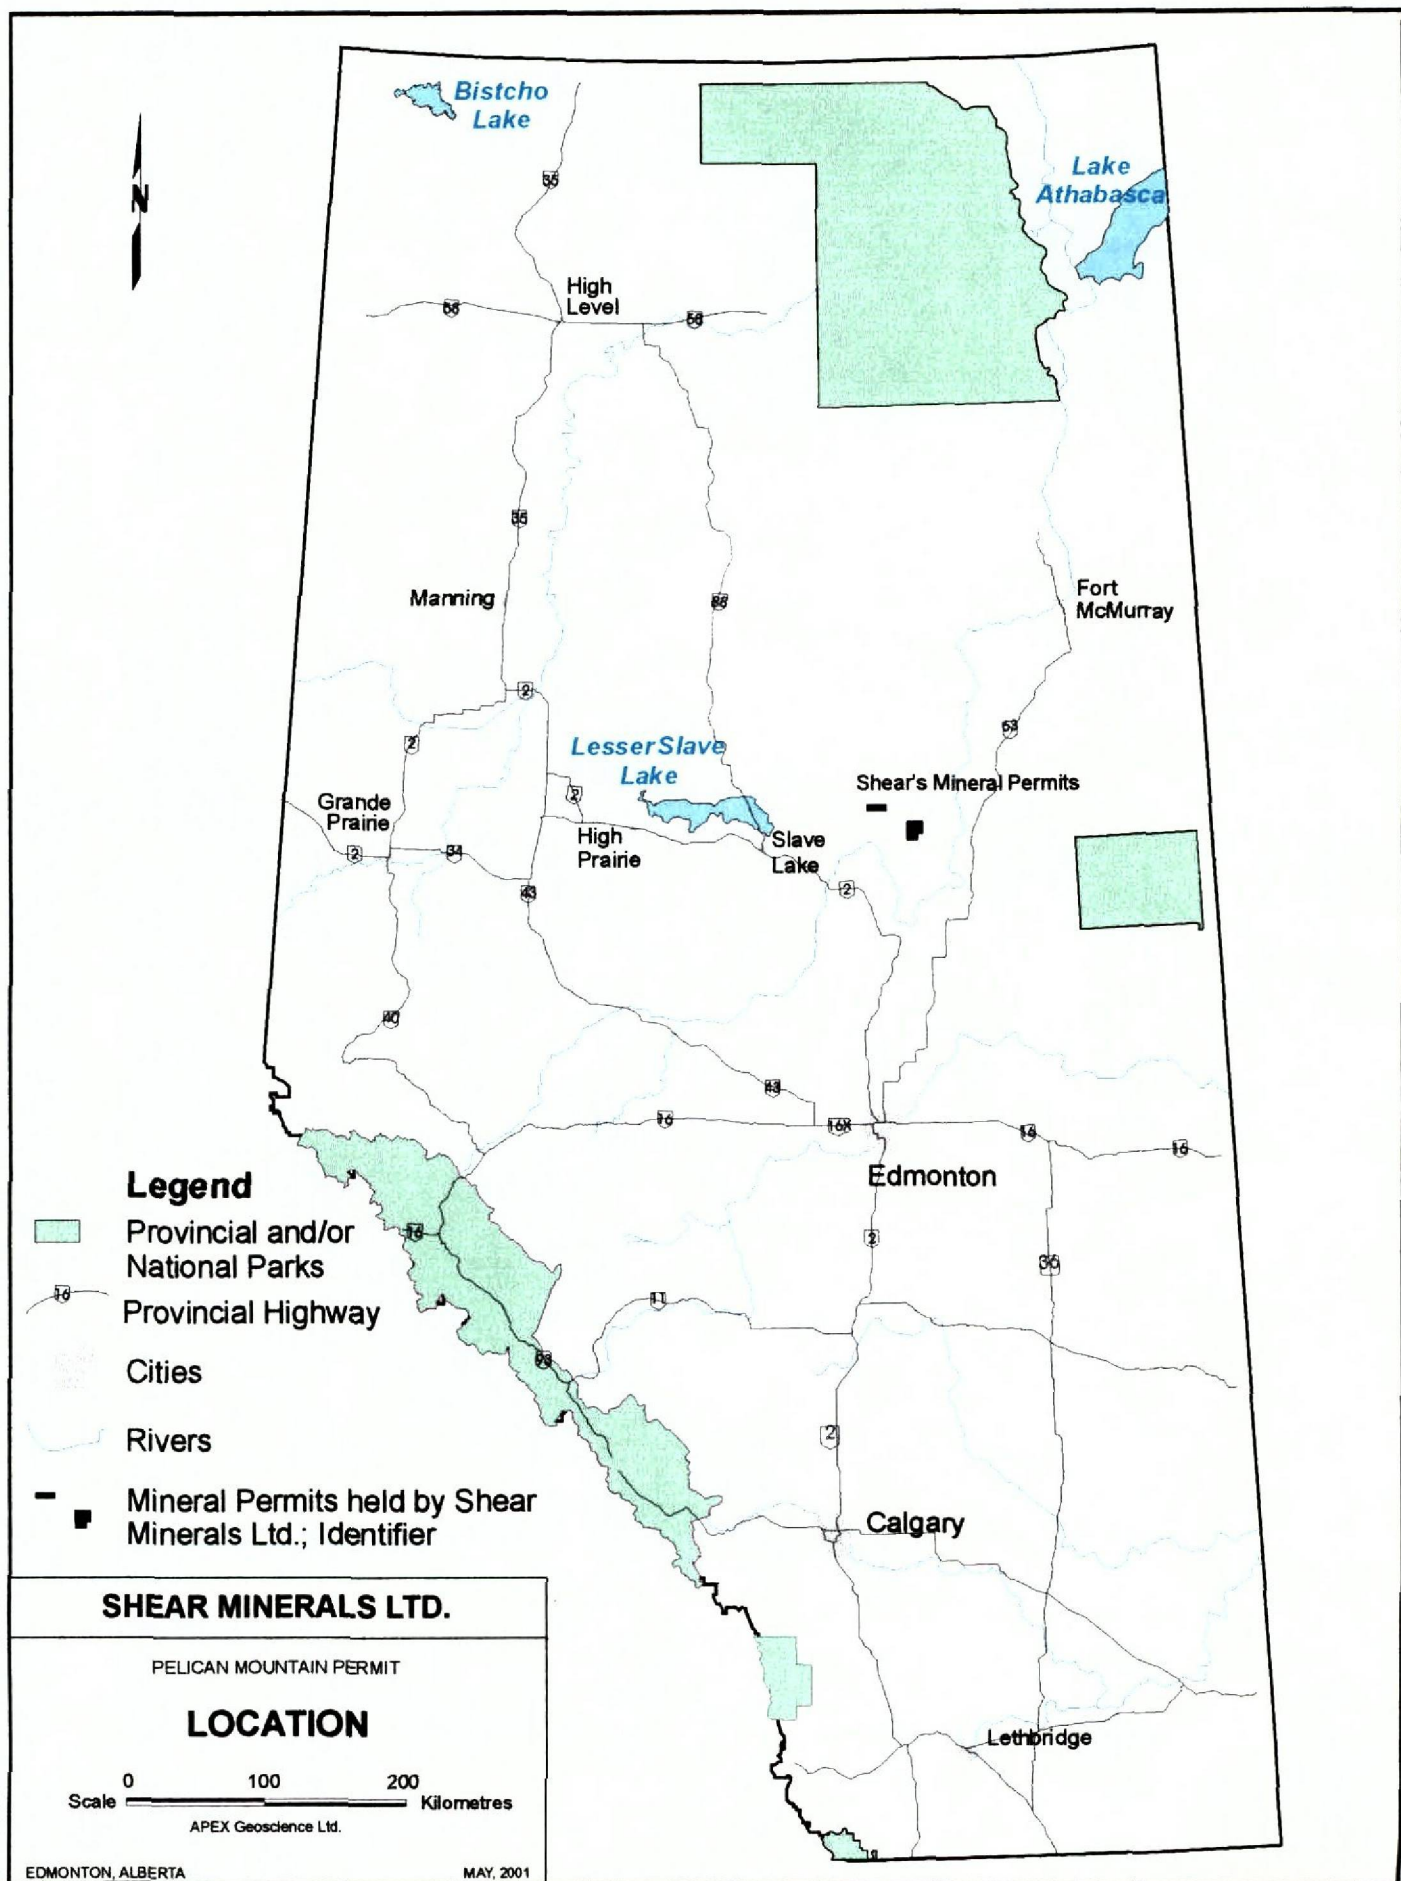 Bistcho
Lake
N
35
Lake
Athabasca
High
Level
58
58
35
Manning
88
Fort
McMurray
2
63
2
Lesser Slave
Lake
Shear's Mineral Permits
2
Grande
Prairie
High
Prairie
Slave
Lake
2
34
2
43
40
43
16
16X
16
16
Edmonton
Legend
Provincial and/or
National Parks
16
2
36
16
Provincial Highway
11
93
Cities
Rivers
2
Mineral Permits held by Shear
Minerals Ltd.; Identifier
Calgary
SHEAR MINERALS LTD.
PELICAN MOUNTAIN PERMIT
LOCATION
Lethbridge
0 100 200
Scale Kilometres
APEX Geoscience Ltd.
EDMONTON, ALBERTA MAY, 2001